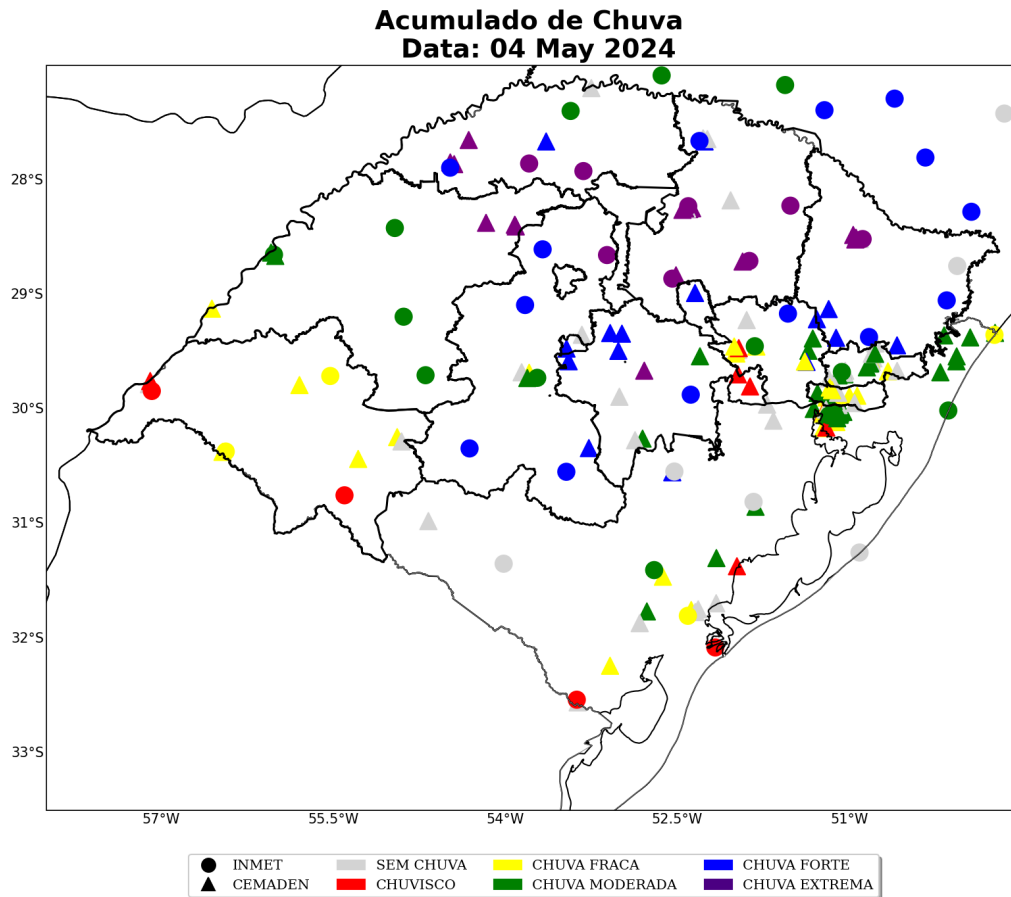 Acumulado de Chuva
Data: 04 May 2024
28°S
29°S
30°S
31°S
32°S
33°S
57°W
55.5°W
54°W
52.5°W
51°W
INMET
SEM CHUVA
CHUVA FRACA
CHUVA FORTE
CEMADEN
CHUVISCO
CHUVA MODERADA
CHUVA EXTREMA